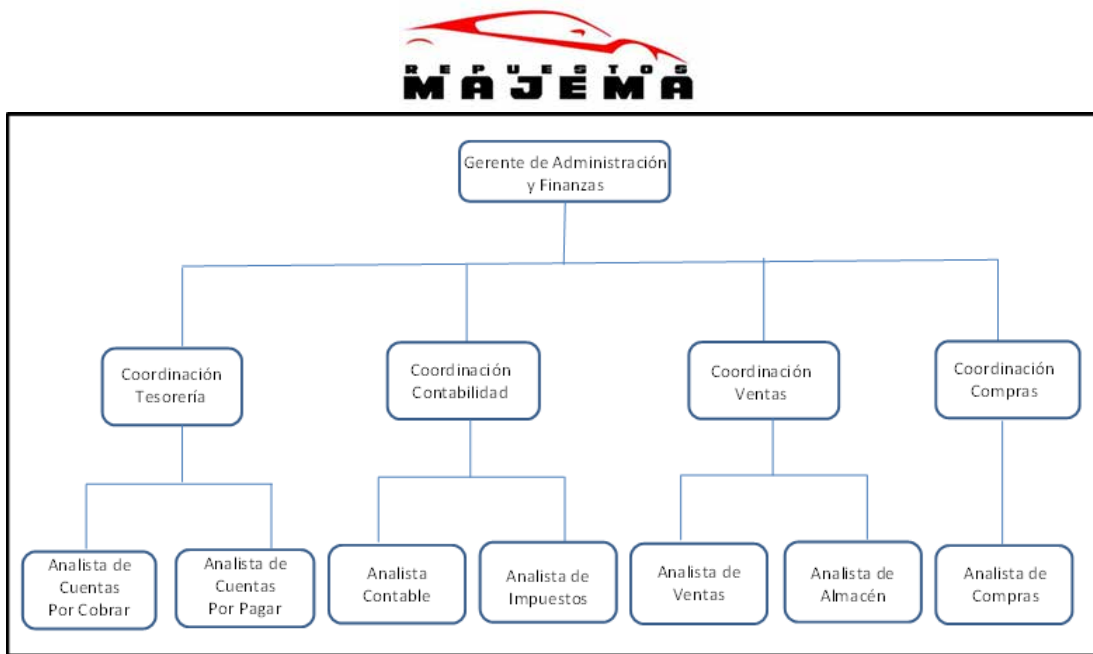 REPUESTOS
MAJEMA
Gerente de Administración
y Finanzas
Coordinación
Tesorería
Coordinación
Contabilidad
Coordinación
Ventas
Coordinación
Compras
Analista de
Cuentas
Por Cobrar
Analista de
Cuentas
Por Pagar
Analista
Contable
Analista de
Impuestos
Analista de
Ventas
Analista de
Almacén
Analista de
Compras